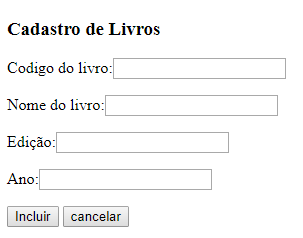 Cadastro de Livros
Codigo do livro:
Nome do livro:
Edição:
Ano:
Incluir cancelar